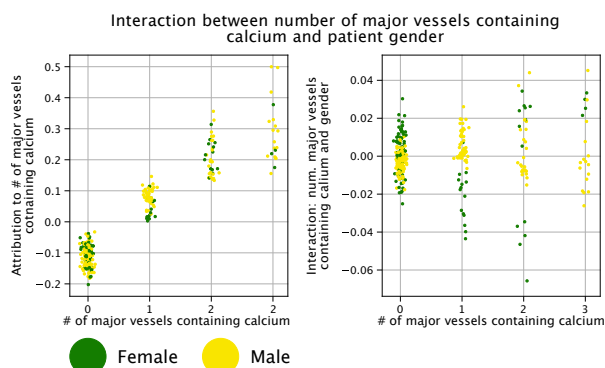 Interaction between number of major vessels containing
calcium and patient gender
Attribution to # of major vessels
cotnaining calcium
0.5
0.4
0.3
0.2
0.1
0.0
−0.1
−0.2
0 1 2 2
# of major vessels containing calcium
Interaction: num. major vessels
containing calium and gender
0.04
0.02
0.00
−0.02
−0.04
−0.06
0 1 2 3
# of major vessels containing calcium
Female Male